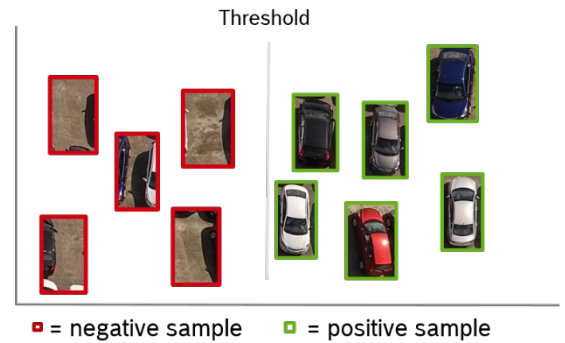 Threshold
= negative sample = positive sample